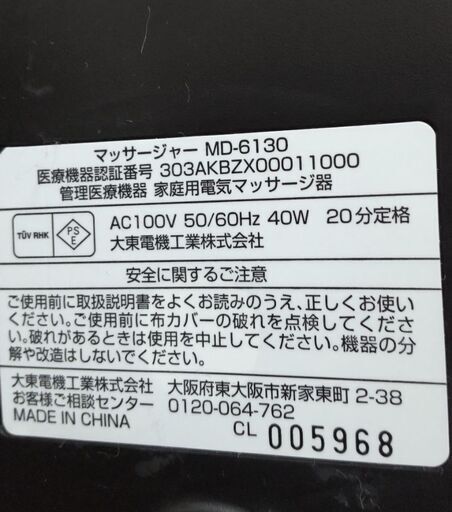 マッサージャー MD-6130
医療機器認証番号 303AKBZX00011000
管理医療機器 家庭用電気マッサージ器
TÜV RHK
PS
E
AC100V 50/60Hz 40W 20分定格
大東電機工業株式会社
安全に関するご注意
ご使用前に取扱説明書をよくお読みのうえ、正しくお使い
ください。ご使用前に布カバーの破れを点検してください。
破れがあるときは使用を中止してください。機器の分
解や改造はしないでください。
大東電機工業株式会社 大阪府東大阪市新家東町 2-38
お客様ご相談センター 0120-064-762
MADE IN CHINA
CL 005968